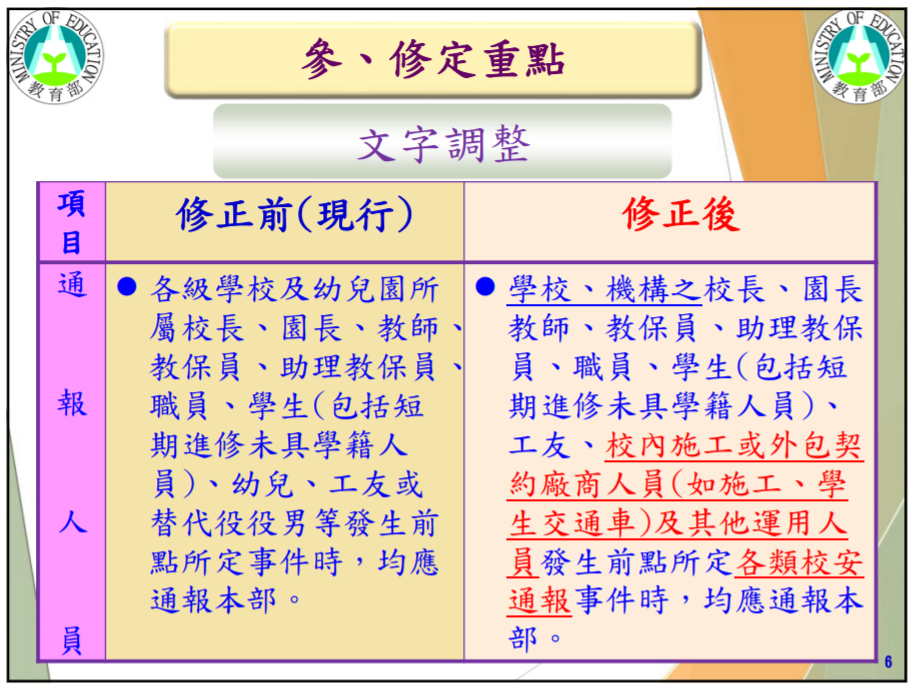 MINISTRY OF EDUCATION
教育部
參、修定重點
MINISTRY OF EDUCATION
教育部
文字調整
項目
修正前(現行)
修正後
通報人員
● 各級學校及幼兒園所
屬校長、園長、教師、
教保員、助理教保員、
職員、學生(包括短
期進修未具學籍人
員)、幼兒、工友或
替代役役男等發生前
點所定事件時，均應
通報本部。
● 學校、機構之校長、園長
教師、教保員、助理教保
員、職員、學生(包括短
期進修未具學籍人員)、
工友、校內施工或外包契
約廠商人員(如施工、學
生交通車)及其他運用人
員發生前點所定各類校安
通報事件時，均應通報本
部。
6